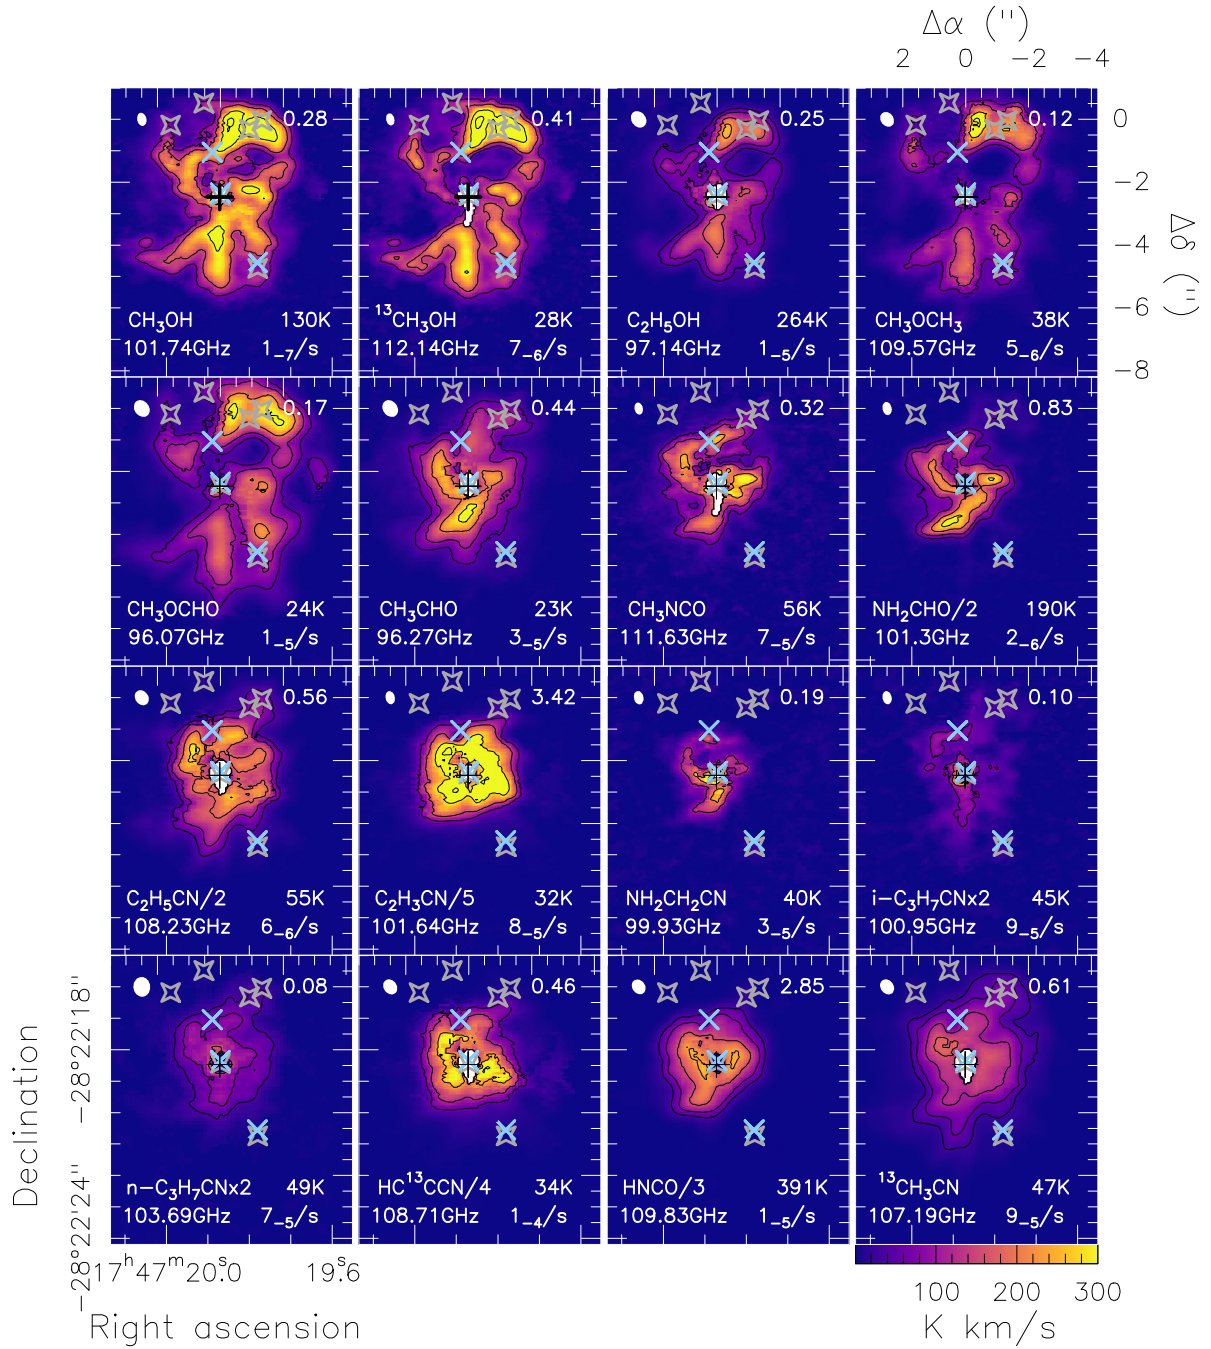 Δα ('')
2 0 −2 −4
0.28 0.41 0.25 0.12 0
−2
−4
Δδ ('')
−6
CH₃OH 130K ¹³CH₃OH 28K C₂H₅OH 264K CH₃OCH₃ 38K
101.74GHz 1₋₇/s 112.14GHz 7₋₆/s 97.14GHz 1₋₅/s 109.57GHz 5₋₆/s
−8
0.17 0.44 0.32 0.83
CH₃OCHO 24K CH₃CHO 23K CH₃NCO 56K NH₂CHO/2 190K
96.07GHz 1₋₅/s 96.27GHz 3₋₅/s 111.63GHz 7₋₅/s 101.3GHz 2₋₆/s
0.56 3.42 0.19 0.10
C₂H₅CN/2 55K C₂H₃CN/5 32K NH₂CH₂CN 40K i−C₃H₇CNx2 45K
108.23GHz 6₋₆/s 101.64GHz 8₋₅/s 99.93GHz 3₋₅/s 100.95GHz 9₋₅/s
0.08 0.46 2.85 0.61
n−C₃H₇CNx2 49K HC¹³CCN/4 34K HNCO/3 391K ¹³CH₃CN 47K
103.69GHz 7₋₅/s 108.71GHz 1₋₄/s 109.83GHz 1₋₅/s 107.19GHz 9₋₅/s
−28°22'18''
−28°22'24''
Declination
17ʰ47ᵐ20ˢ.0 19ˢ.6
Right ascension
100 200 300
K km/s